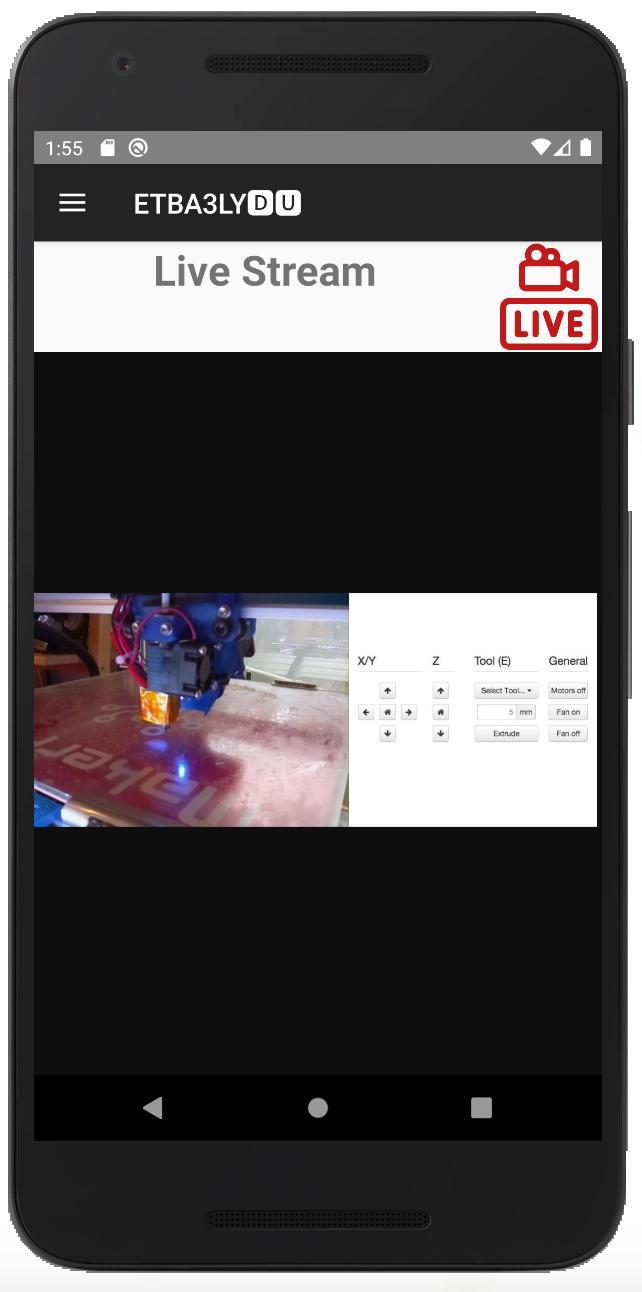 1:55
ETBA3LY D U
Live Stream
LIVE
X/Y Z Tool (E) General
Select Tool... Motors off
5 mm Fan on
Extrude Fan off
maker